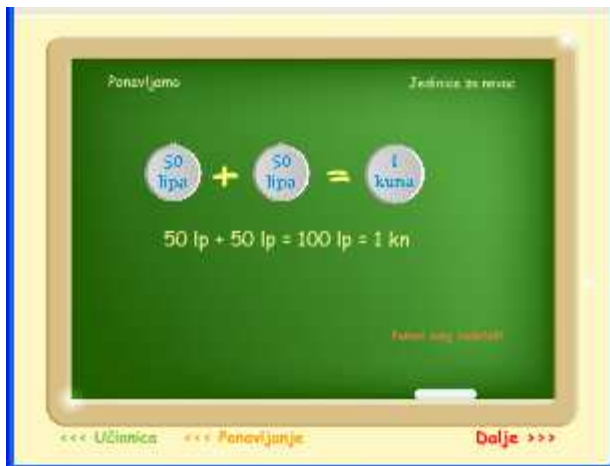 Ponavljamo
Jedinice za novac
50 lipa + 50 lipa = 1 kuna
50 lp + 50 lp = 100 lp = 1 kn
<<< Učionica <<< Ponavljanje Dalje >>>